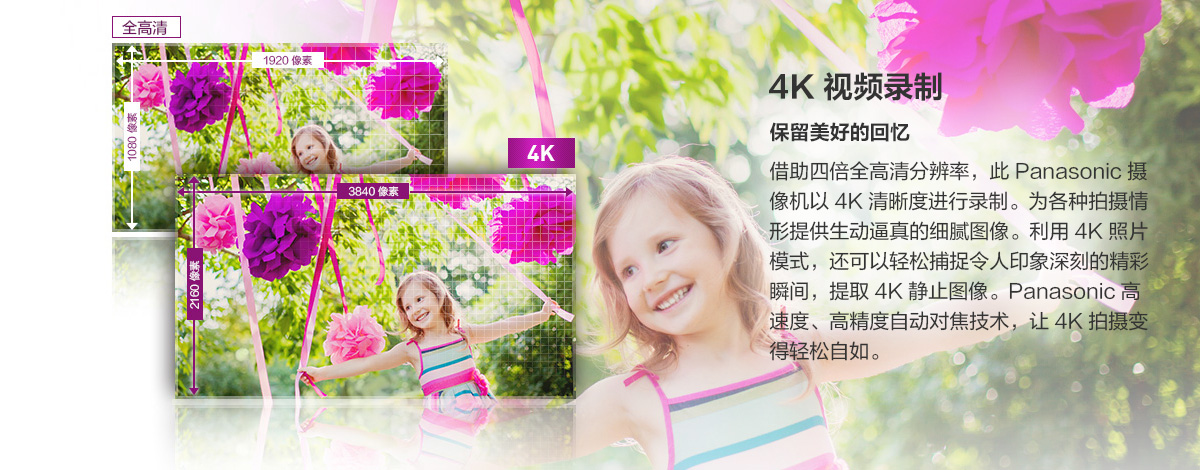 全高清
1920 像素
1080 像素
4K
3840 像素
2160 像素
4K 视频录制
保留美好的回忆
借助四倍全高清分辨率，此 Panasonic 摄
像机以 4K 清晰度进行录制。为各种拍摄情
形提供生动逼真的细腻图像。利用 4K 照片
模式，还可以轻松捕捉令人印象深刻的精彩
瞬间，提取 4K 静止图像。Panasonic 高
速度、高精度自动对焦技术，让 4K 拍摄变
得轻松自如。